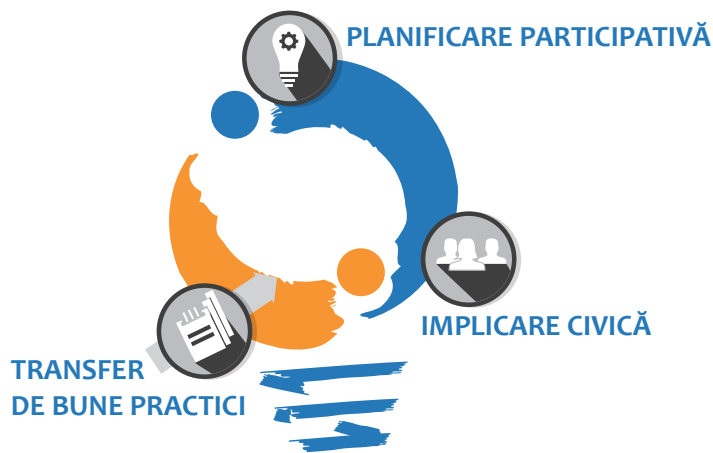 PLANIFICARE PARTICIPATIVĂ
IMPLICARE CIVICĂ
TRANSFER
DE BUNE PRACTICI